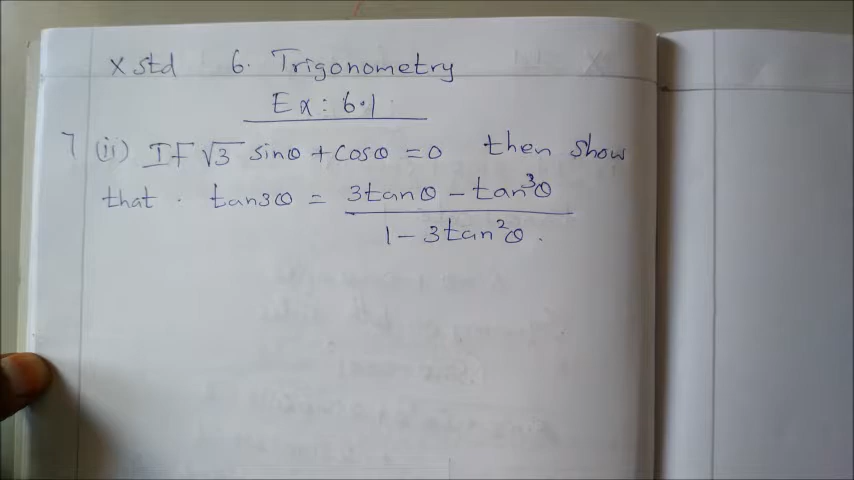 X std 6. Trigonometry
Ex: 6.1
7 (ii) If √3 sinθ + cosθ = 0 then show
that. tan3θ = (3tanθ - tan³θ) / (1 - 3tan²θ).